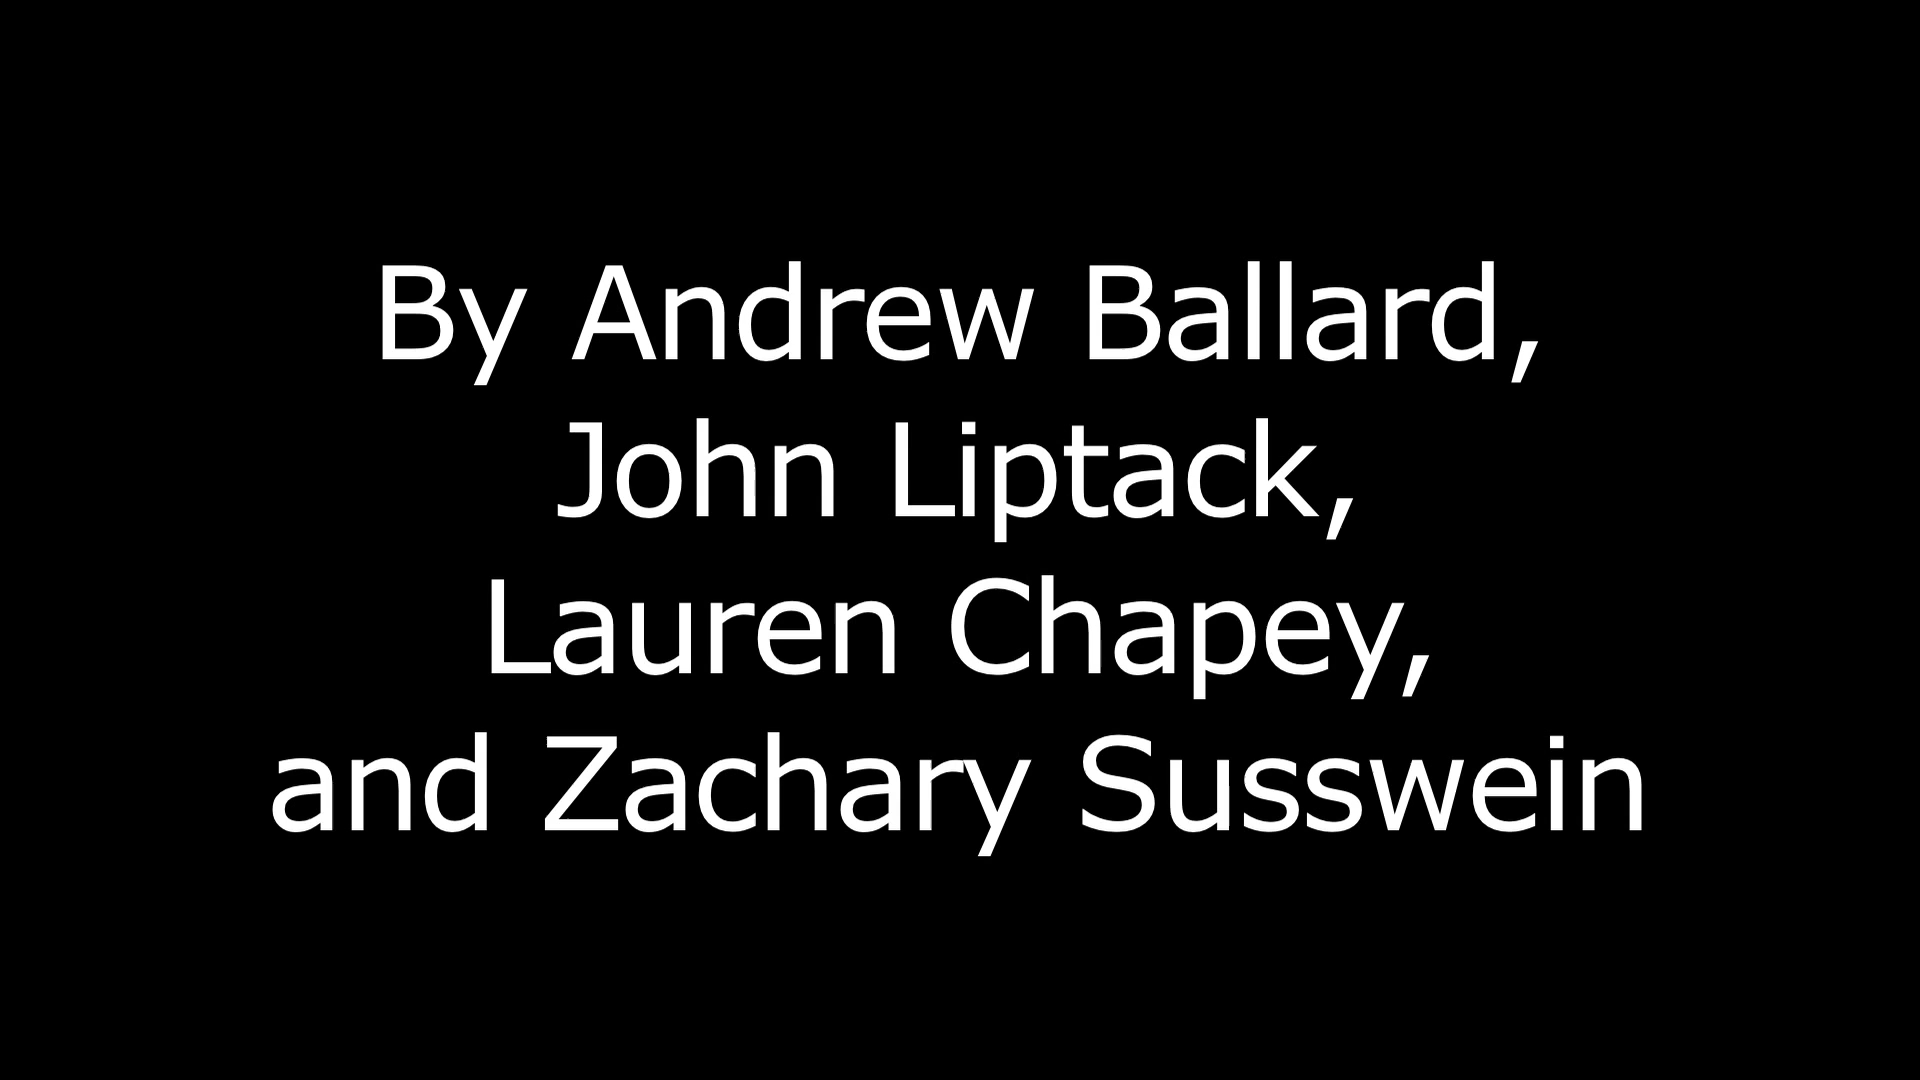 By Andrew Ballard,
John Liptack,
Lauren Chapey,
and Zachary Susswein